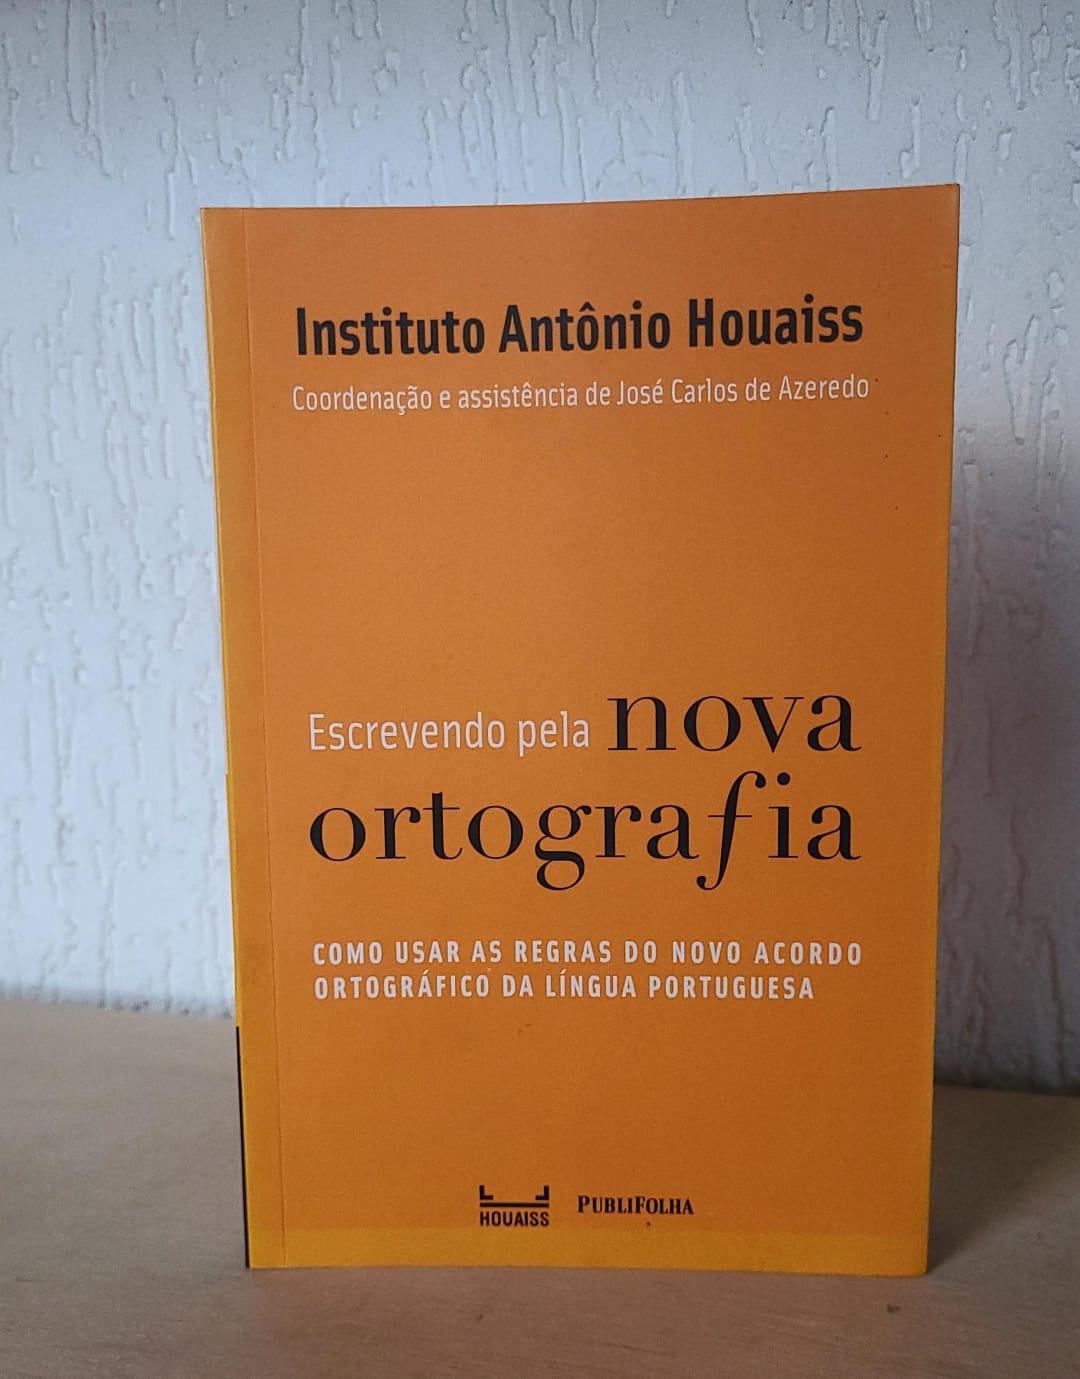 Instituto Antônio Houaiss
Coordenação e assistência de José Carlos de Azeredo
Escrevendo pela nova
ortografia
COMO USAR AS REGRAS DO NOVO ACORDO
ORTOGRÁFICO DA LÍNGUA PORTUGUESA
HOUAISS
PUBLIFOLHA